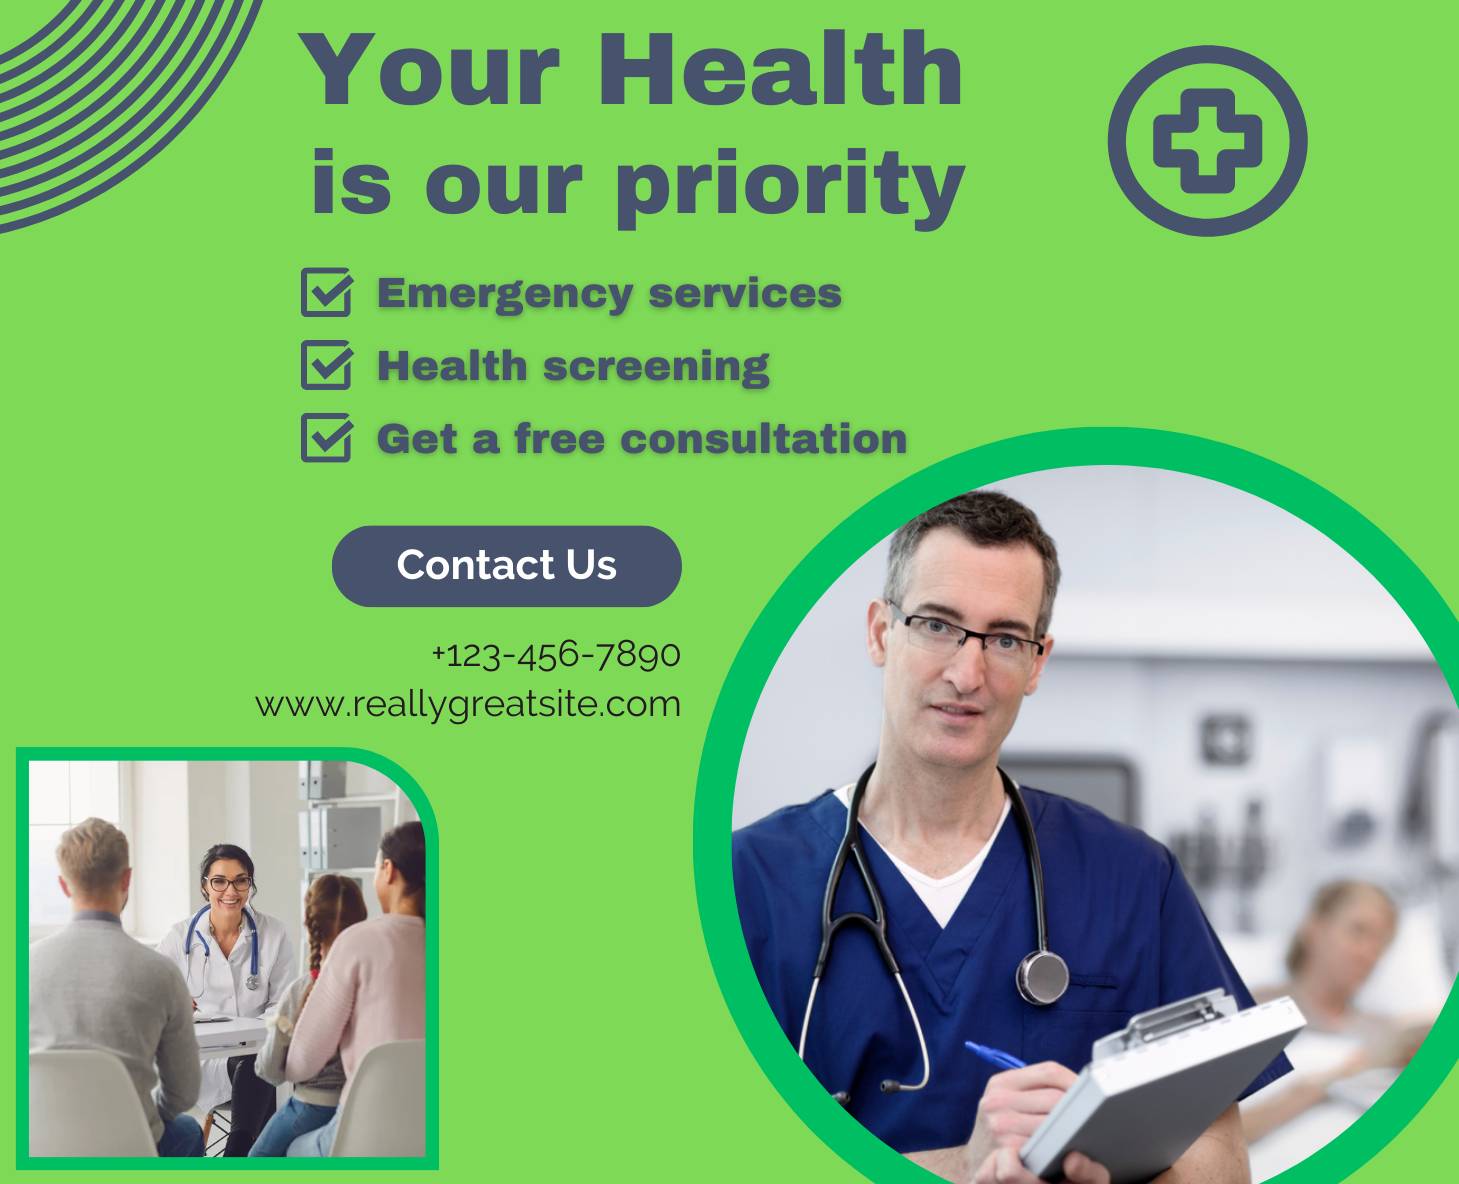 Your Health
is our priority
Emergency services
Health screening
Get a free consultation
Contact Us
+123-456-7890
www.reallygreatsite.com